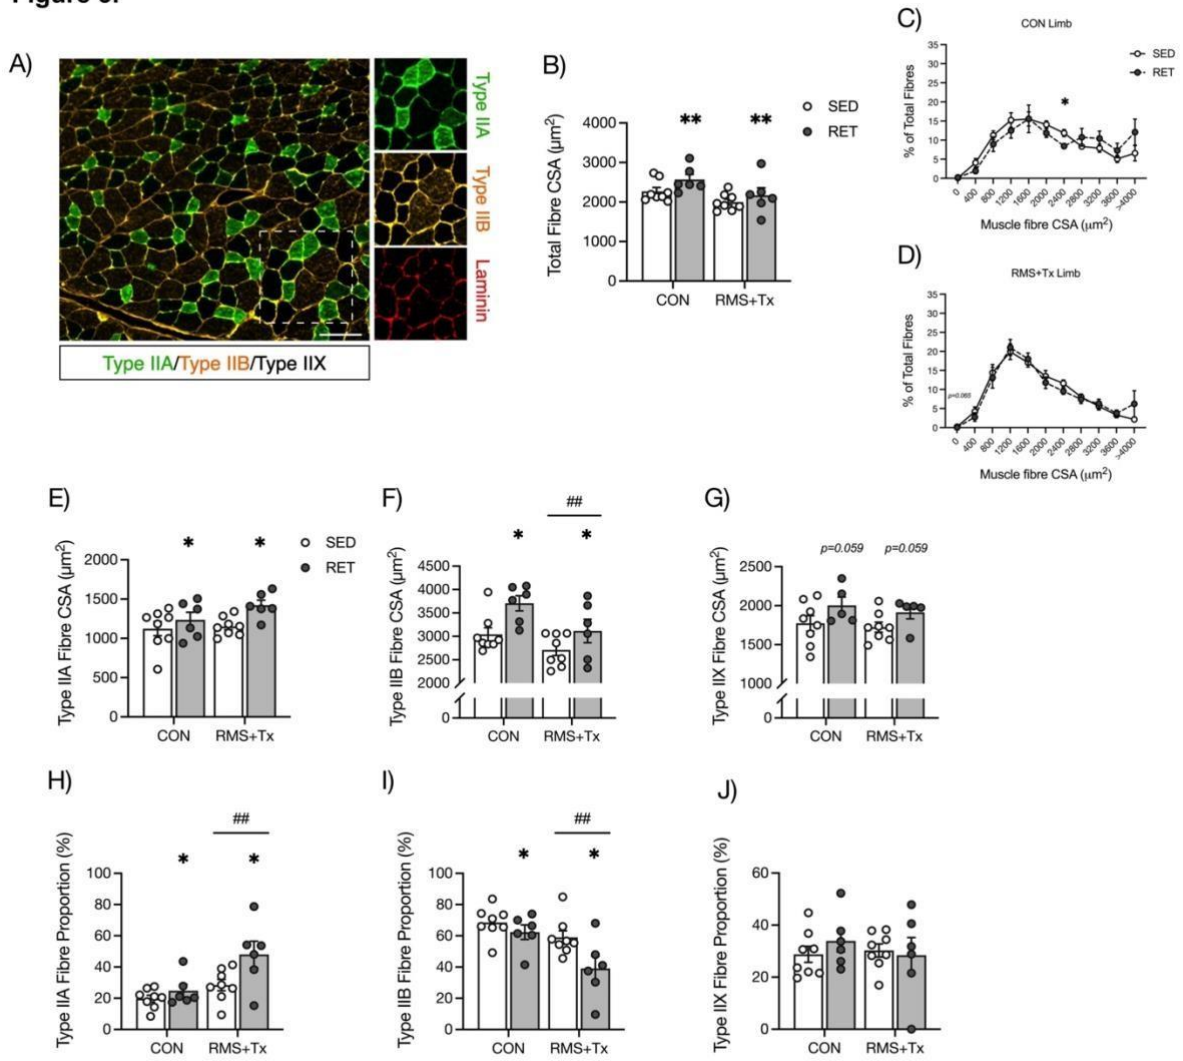 A)
Type IIA
Type IIB
Laminin
Type IIA/Type IIB/Type IIX
B)
Total Fibre CSA (µm²)
4000
3000
2000
1000
0
** **
SED
RET
CON RMS+Tx
C)
CON Limb
% of Total Fibres
35
30
25
20
15
10
5
0
*
SED
RET
0 400 800 1200 1600 2000 2400 2800 3200 3600 >4000
Muscle fibre CSA (µm²)
D)
RMS+Tx Limb
% of Total Fibres
35
30
25
20
15
10
5
0
0 400 800 1200 1600 2000 2400 2800 3200 3600 >4000
Muscle fibre CSA (µm²)
E)
Type IIA Fibre CSA (µm²)
2000
1500
1000
500
0
* *
SED
RET
CON RMS+Tx
F)
##
* *
Type IIB Fibre CSA (µm²)
4500
4000
3500
3000
2500
2000
0
CON RMS+Tx
G)
p=0.059 p=0.059
Type IIX Fibre CSA (µm²)
2500
2000
1500
1000
0
CON RMS+Tx
H)
##
* *
Type IIA Fibre Proportion (%)
100
80
60
40
20
0
CON RMS+Tx
I)
##
* *
Type IIB Fibre Proportion (%)
100
80
60
40
20
0
CON RMS+Tx
J)
Type IIX Fibre Proportion (%)
60
40
20
0
CON RMS+Tx